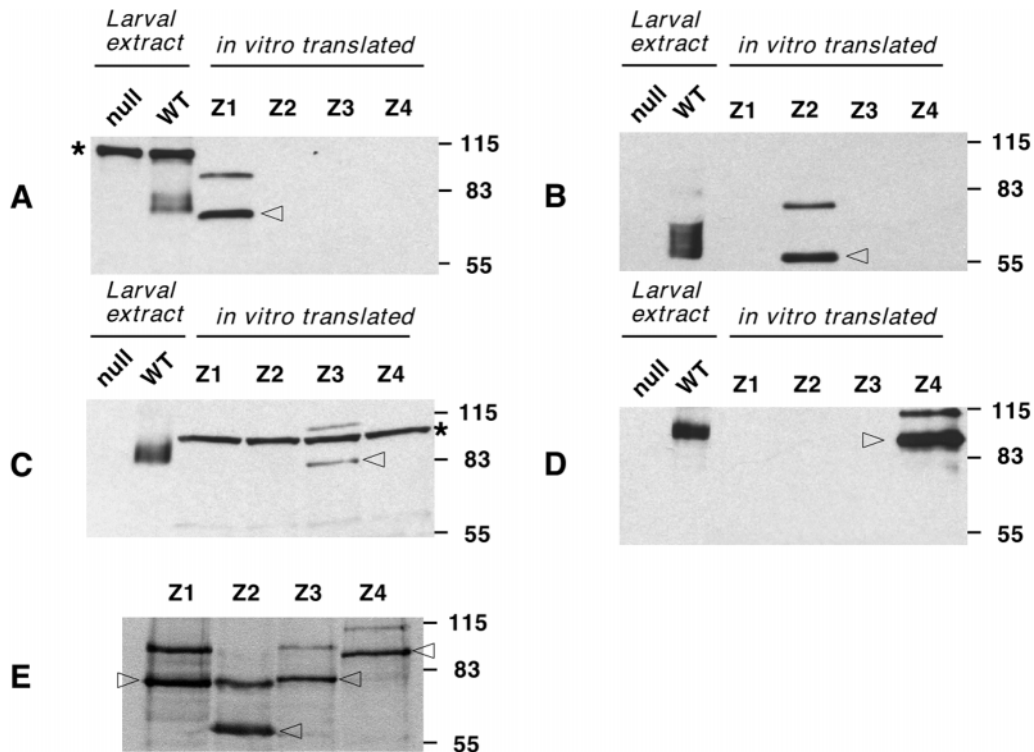 Larval
extract
in vitro translated
null WT Z1 Z2 Z3 Z4
*
115
83
55
A
Larval
extract
in vitro translated
null WT Z1 Z2 Z3 Z4
115
83
55
B
Larval
extract
in vitro translated
null WT Z1 Z2 Z3 Z4
115
*
83
55
C
Larval
extract
in vitro translated
null WT Z1 Z2 Z3 Z4
115
83
55
D
Z1 Z2 Z3 Z4
115
83
55
E